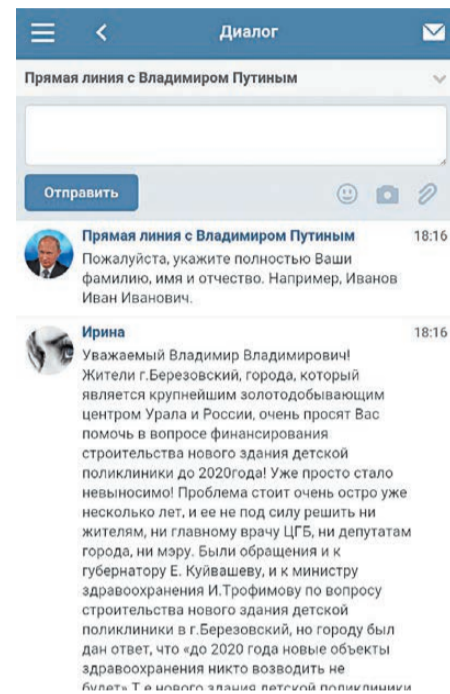 Диалог
Прямая линия с Владимиром Путиным
Отправить
Прямая линия с Владимиром Путиным 18:16
Пожалуйста, укажите полностью Ваши
фамилию, имя и отчество. Например, Иванов
Иван Иванович.
Ирина 18:16
Уважаемый Владимир Владимирович!
Жители г.Березовский, города, который
является крупнейшим золотодобывающим
центром Урала и России, очень просят Вас
помочь в вопросе финансирования
строительства нового здания детской
поликлиники до 2020года! Уже просто стало
невыносимо! Проблема стоит очень остро уже
несколько лет, и ее не под силу решить ни
жителям, ни главному врачу ЦГБ, ни депутатам
города, ни мэру. Были обращения и к
губернатору Е. Куйвашеву, и к министру
здравоохранения И.Трофимову по вопросу
строительства нового здания детской
поликлиники в г.Березовский, но городу был
дан ответ, что «до 2020 года новые объекты
здравоохранения никто возводить не
будет» Т.е нового здания детской поликлиники